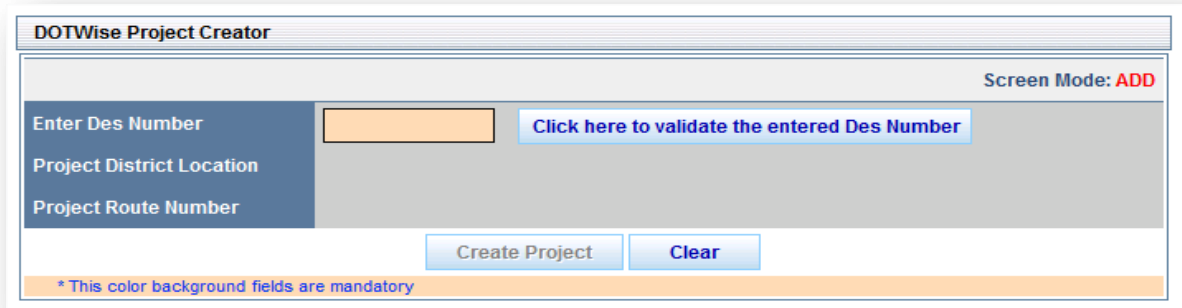 DOTWise Project Creator
Screen Mode: ADD
Enter Des Number Click here to validate the entered Des Number
Project District Location
Project Route Number
Create Project Clear
* This color background fields are mandatory